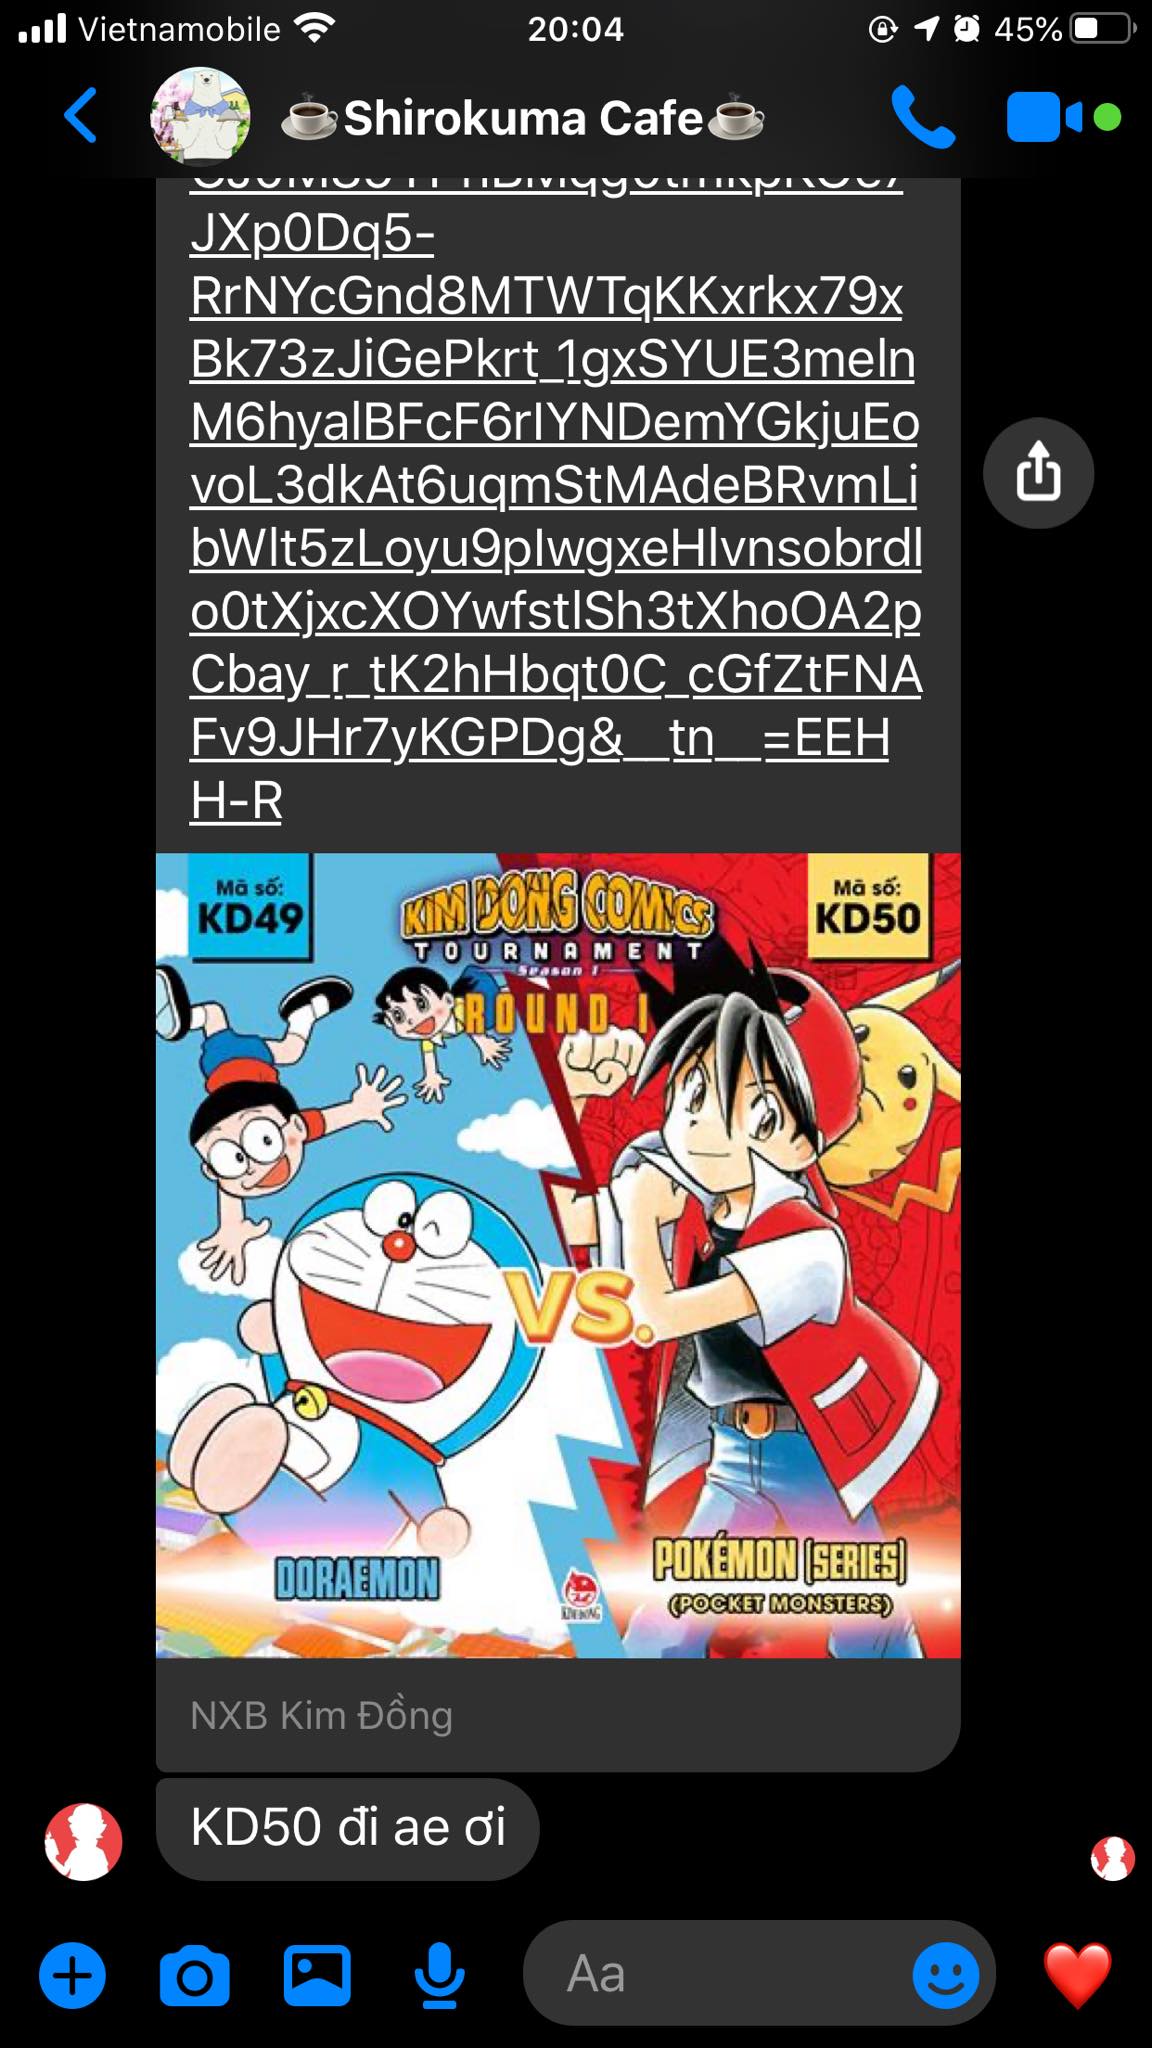 Vietnamobile
20:04
45%
☕Shirokuma Cafe☕
JXp0Dq5-
RrNYcGnd8MTWTqKKxrkx79x
Bk73zJiGePkrt_1gxSYUE3meln
M6hyalBFcF6rIYNDemYGkjuEo
voL3dkAt6uqmStMAdeBRvmLi
bWlt5zLoyu9pIwgxeHlvnsobrdl
o0tXjxcXOYwfstlSh3tXhoOA2p
Cbay_r_tK2hHbqt0C_cGfZtFNA
Fv9JHr7yKGPDg&__tn__=EEH
H-R
Mã số:
KD49
KIM DONG COMICS
TOURNAMENT
Season 1
ROUND 1
Mã số:
KD50
VS.
DORAEMON
POKÉMON (SERIES)
(POCKET MONSTERS)
KIM ĐỒNG
NXB Kim Đồng
KD50 đi ae ơi
Aa